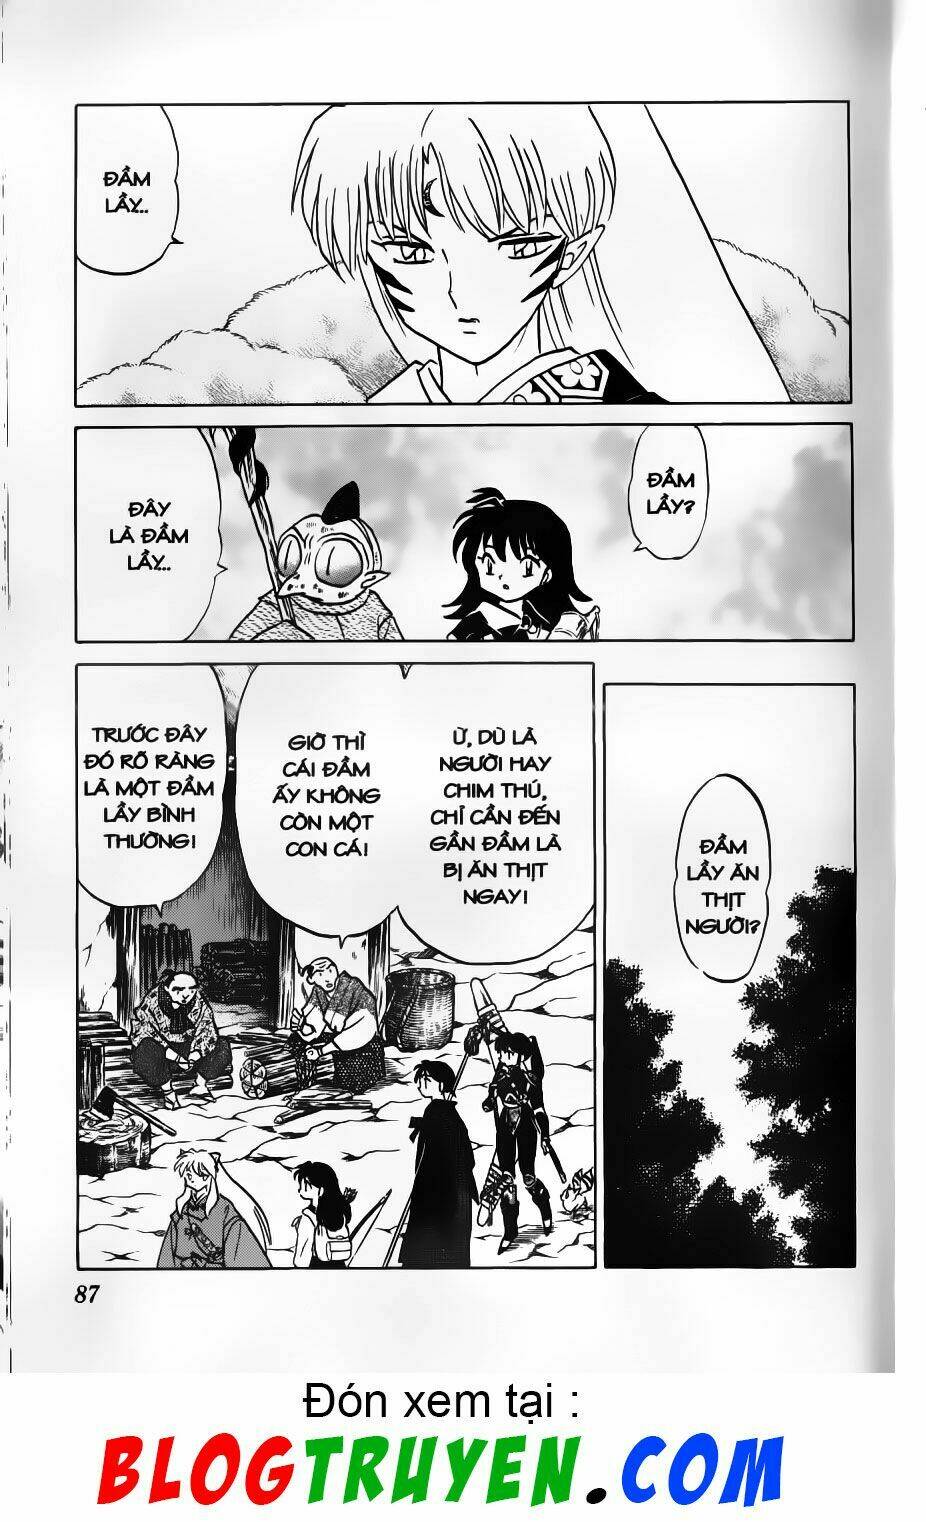 ĐẦM
LẦY...
ĐẦM
LẦY?
ĐÂY
LÀ ĐẦM
LẦY...
ĐẦM
LẦY ĂN
THỊT
NGƯỜI?
Ừ, DÙ LÀ
NGƯỜI HAY
CHIM THÚ,
CHỈ CẦN ĐẾN
GẦN ĐẦM LÀ
BỊ ĂN THỊT
NGAY!
GIỜ THÌ
CÁI ĐẦM
ẤY KHÔNG
CÒN MỘT
CON CÁ!
TRƯỚC ĐÂY
ĐÓ RÕ RÀNG
LÀ MỘT ĐẦM
LẦY BÌNH
THƯỜNG!
87
Đón xem tại :
BLOGTRUYEN.COM